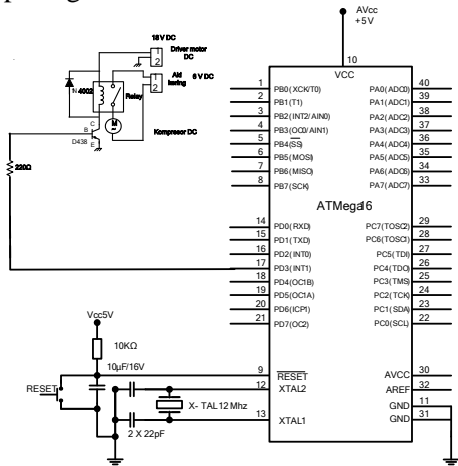 AVcc
+5V
18 V DC
Driver motor
DC
1
2
Aki
kering
6 V DC
1
2
N 4002
Relay
M
Kompresor DC
C
B
E
D438
220Ω
10
VCC
1 PB0(XCK/T0)
2 PB1(T1)
3 PB2(INT2/AIN0)
4 PB3(OC0/AIN1)
5 PB4(SS)
6 PB5(MOSI)
7 PB6(MISO)
8 PB7(SCK)
PA0(ADC0) 40
PA1(ADC1) 39
PA2(ADC2) 38
PA3(ADC3) 37
PA4(ADC4) 36
PA5(ADC5) 35
PA6(ADC6) 34
PA7(ADC7) 33
ATMega16
14 PD0(RXD)
15 PD1(TXD)
16 PD2(INT0)
17 PD3(INT1)
18 PD4(OC1B)
19 PD5(OC1A)
20 PD6(ICP1)
21 PD7(OC2)
PC7(TOSC2) 29
PC6(TOSC1) 28
PC5(TDI) 27
PC4(TDO) 26
PC3(TMS) 25
PC2(TCK) 24
PC1(SDA) 23
PC0(SCL) 22
9 RESET
12 XTAL2
13 XTAL1
AVCC 30
AREF 32
GND 11
GND 31
Vcc5V
10KΩ
10µF/16V
RESET
X- TAL12 Mhz
2 X 22pF